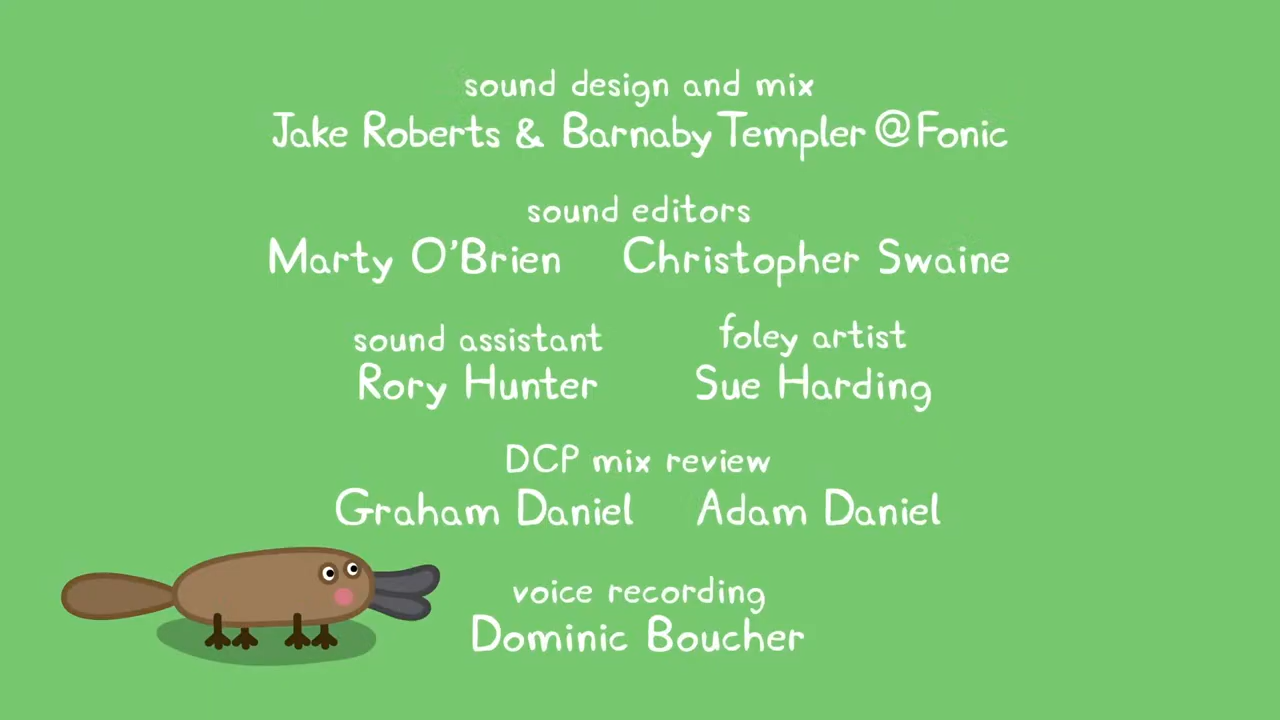 sound design and mix
Jake Roberts & Barnaby Templer @Fonic
sound editors
Marty O'Brien Christopher Swaine
sound assistant foley artist
Rory Hunter Sue Harding
DCP mix review
Graham Daniel Adam Daniel
voice recording
Dominic Boucher